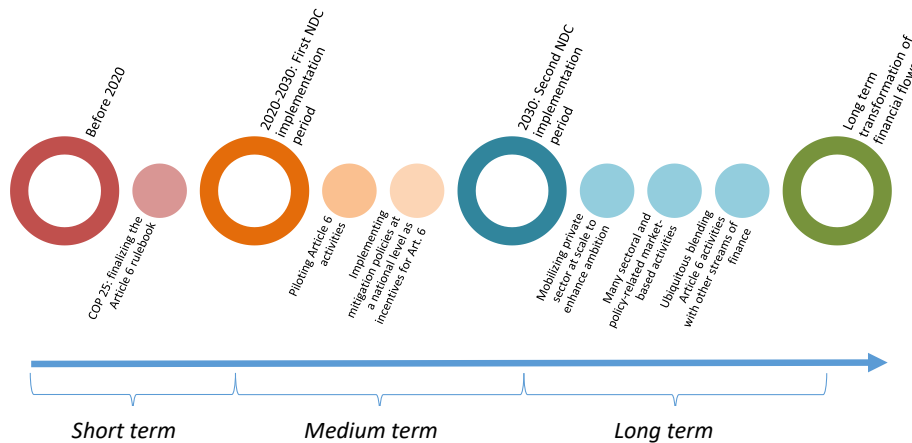 Before 2020
COP 25: finalizing the
Article 6 rulebook
2020-2030: First NDC
implementation
period
Piloting Article 6
activities
Implementing
mitigation policies at
a national level as
incentives for Art. 6
2030: Second NDC
implementation
period
Mobilizing private
sector at scale to
enhance ambition
Many sectoral and
policy-related market-
based activities
Ubiquitous blending
Article 6 activities
with other streams of
finance
Long term
transformation of
financial flows
Short term
Medium term
Long term